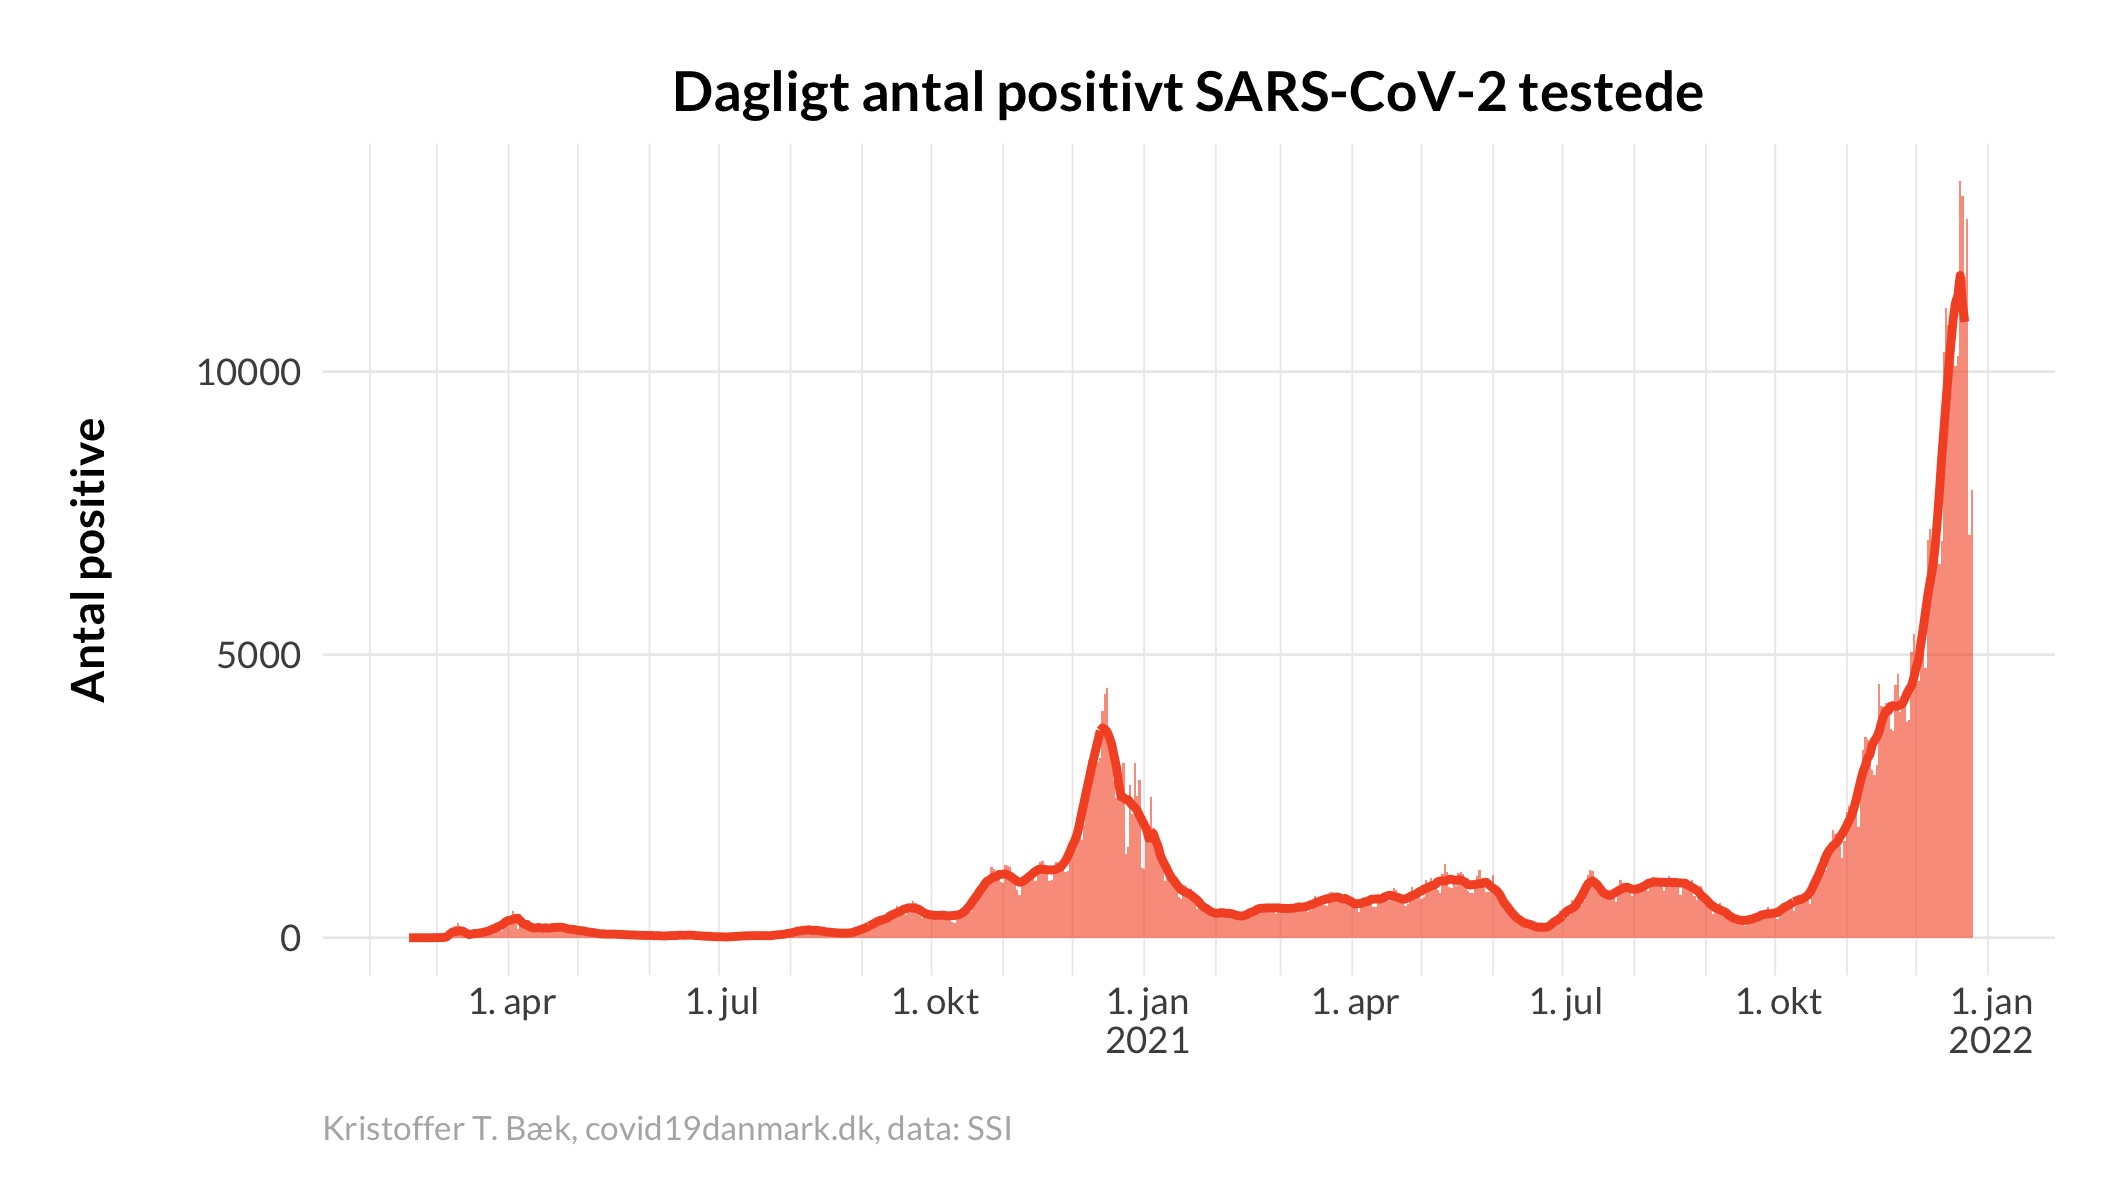 Dagligt antal positivt SARS-CoV-2 testede
Antal positive
10000
5000
0
1. apr
1. jul
1. okt
1. jan
2021
1. apr
1. jul
1. okt
1. jan
2022
Kristoffer T. Bæk, covid19danmark.dk, data: SSI